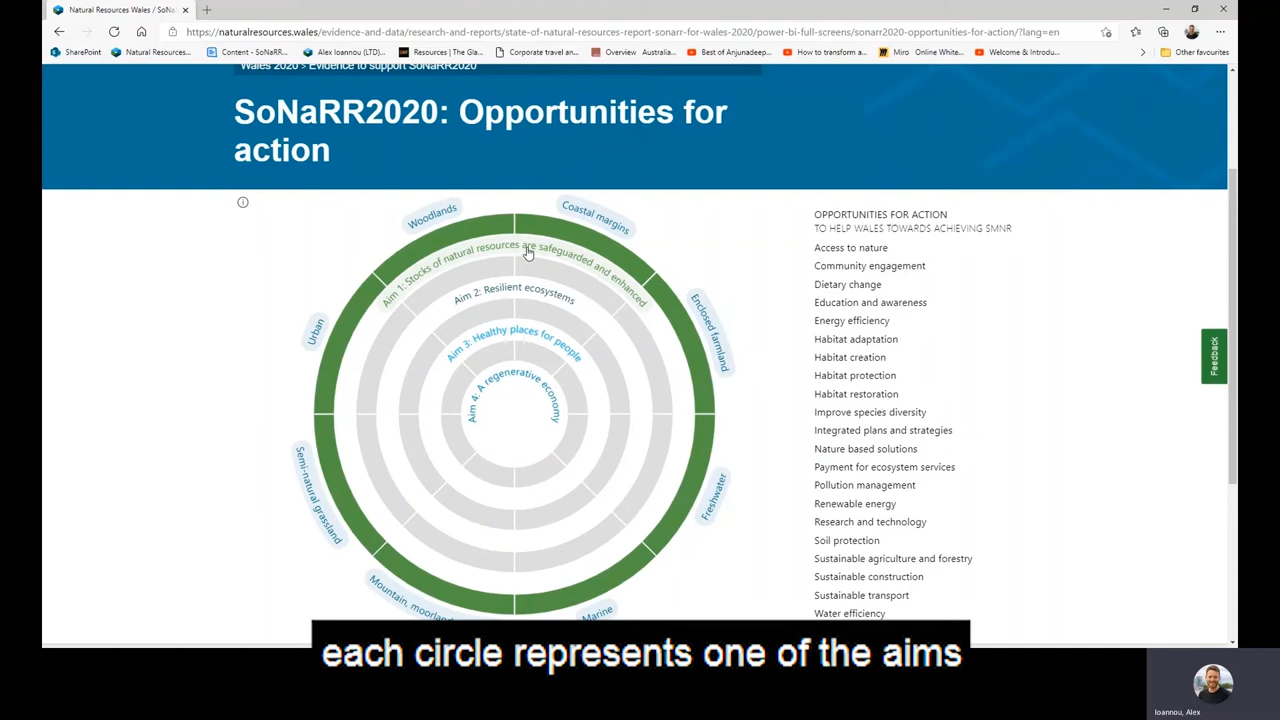 Natural Resources Wales / SoNa
https://naturalresources.wales/evidence-and-data/research-and-reports/state-of-natural-resources-report-sonarr-for-wales-2020/power-bi-full-screens/sonarr2020-opportunities-for-action/?lang=en
SharePoint
Natural Resources...
Content - SoNaRR...
Alex Ioannou (LTD)...
Resources | The Gla...
Corporate travel an...
Overview Australia...
Best of Anjunadeep...
How to transform a...
Miro Online White...
Welcome & Introdu...
Other favourites
Wales 2020 > Evidence to support SoNaRR2020
SoNaRR2020: Opportunities for
action
Woodlands
Coastal margins
Urban
Enclosed farmland
Semi-natural grassland
Freshwater
Mountain, moorlan
Marine
Aim 1: Stocks of natural resources are safeguarded and enhanced
Aim 2: Resilient ecosystems
Aim 3: Healthy places for people
Aim 4: A regenerative economy
OPPORTUNITIES FOR ACTION
TO HELP WALES TOWARDS ACHIEVING SMNR
Access to nature
Community engagement
Dietary change
Education and awareness
Energy efficiency
Habitat adaptation
Habitat creation
Habitat protection
Habitat restoration
Improve species diversity
Integrated plans and strategies
Nature based solutions
Payment for ecosystem services
Pollution management
Renewable energy
Research and technology
Soil protection
Sustainable agriculture and forestry
Sustainable construction
Sustainable transport
Water efficiency
Feedback
each circle represents one of the aims
Ioannou, Alex